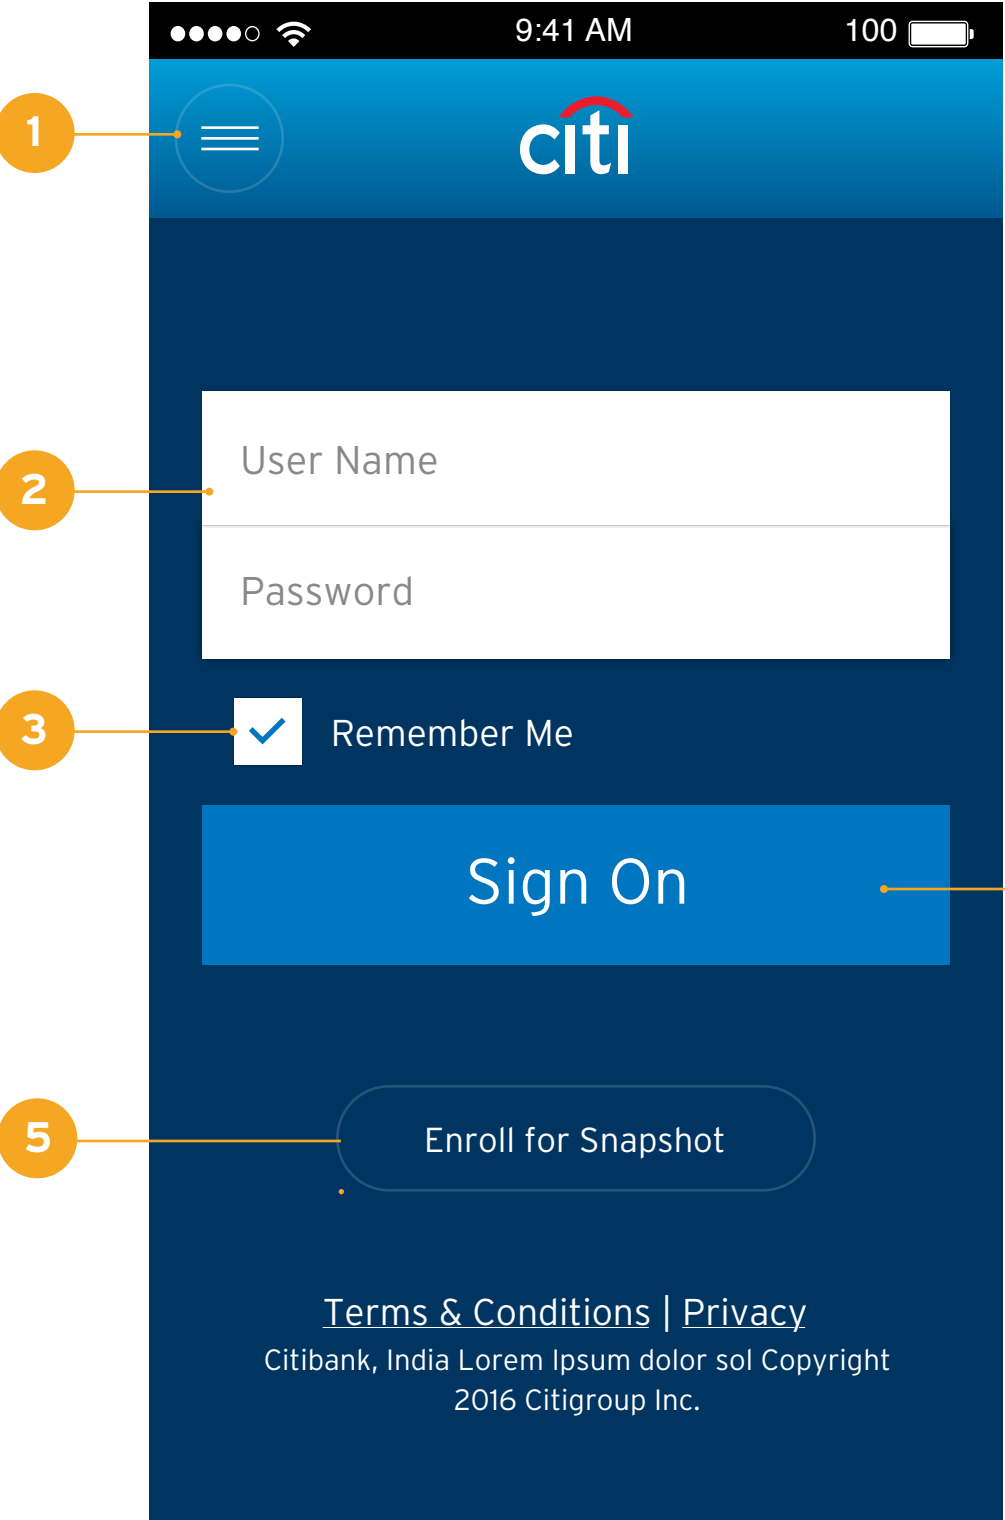 9:41 AM 100
1
citi
User Name
2
Password
3
Remember Me
Sign On
5
Enroll for Snapshot
Terms & Conditions | Privacy
Citibank, India Lorem Ipsum dolor sol Copyright
2016 Citigroup Inc.